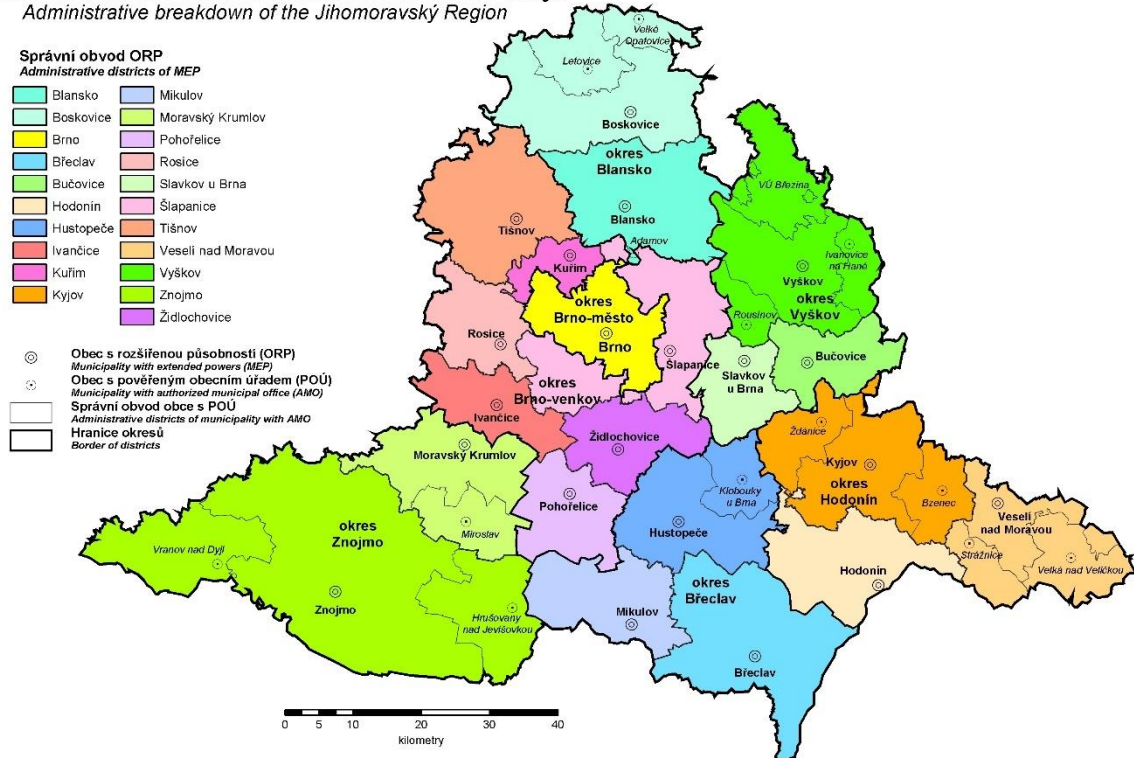 Administrative breakdown of the Jihomoravský Region
Správní obvod ORP
Administrative districts of MEP
Blansko
Boskovice
Brno
Břeclav
Bučovice
Hodonín
Hustopeče
Ivančice
Kuřim
Kyjov
Mikulov
Moravský Krumlov
Pohořelice
Rosice
Slavkov u Brna
Šlapanice
Tišnov
Veselí nad Moravou
Vyškov
Znojmo
Židlochovice
Obec s rozšířenou působností (ORP)
Municipality with extended powers (MEP)
Obec s pověřeným obecním úřadem (POÚ)
Municipality with authorized municipal office (AMO)
Správní obvod obce s POÚ
Administrative districts of municipality with AMO
Hranice okresů
Border of districts
Velké
Opatovice
Letovice
Boskovice
okres
Blansko
Blansko
Adamov
VÚ Březina
Ivanovice
na Hané
Vyškov
okres
Vyškov
Rousínov
Tišnov
Kuřim
okres
Brno-město
Brno
Rosice
Šlapanice
Slavkov
u Brna
Bučovice
okres
Brno-venkov
Ivančice
Židlochovice
Ždánice
Kyjov
okres
Hodonín
Bzenec
Moravský Krumlov
Miroslav
Pohořelice
Klobouky
u Brna
Hustopeče
Veselí
nad Moravou
Strážnice
Velká nad Veličkou
Hodonín
okres
Znojmo
Vranov nad Dyjí
Znojmo
Hrušovany
nad Jevišovkou
Mikulov
okres
Břeclav
Břeclav
0 5 10 20 30 40
kilometry